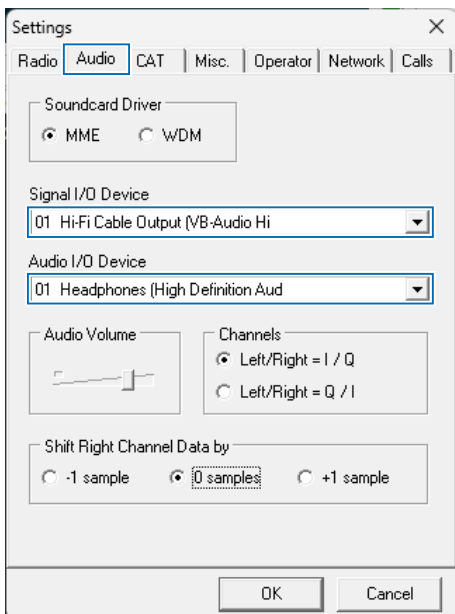 Settings
Radio Audio CAT Misc. Operator Network Calls
Soundcard Driver
MME WDM
Signal I/O Device
01 Hi-Fi Cable Output (VB-Audio Hi
Audio I/O Device
01 Headphones (High Definition Aud
Audio Volume Channels
Left/Right = I / Q
Left/Right = Q / I
Shift Right Channel Data by
-1 sample 0 samples +1 sample
OK Cancel